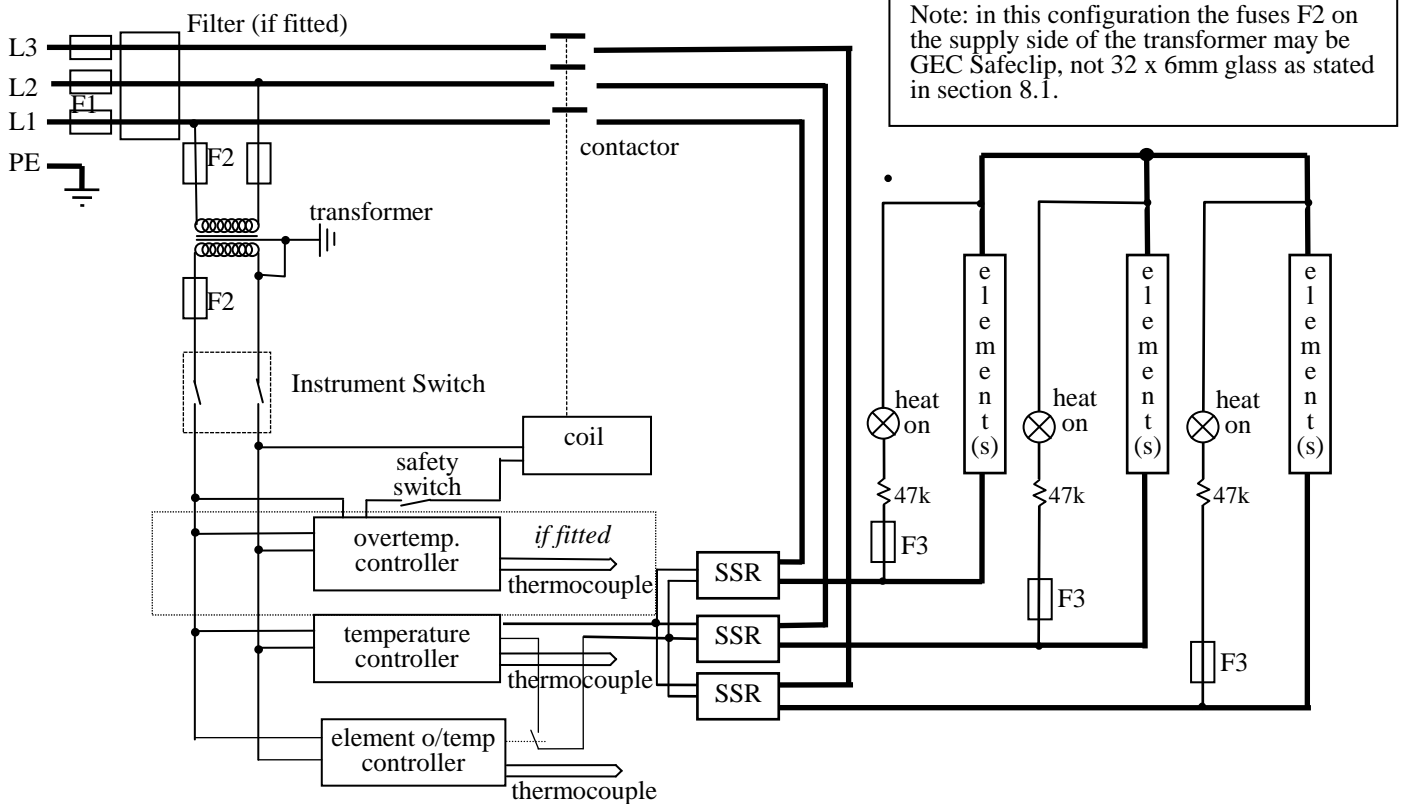 Filter (if fitted)
L3
L2
F1
L1
PE
F2
transformer
F2
Instrument Switch
contactor
coil
safety
switch
overtemp.
controller
if fitted
thermocouple
temperature
controller
thermocouple
element o/temp
controller
thermocouple
SSR
SSR
SSR
Note: in this configuration the fuses F2 on
the supply side of the transformer may be
GEC Safeclip, not 32 x 6mm glass as stated
in section 8.1.
heat
on
47k
F3
element(s)
heat
on
47k
F3
element(s)
heat
on
47k
F3
element(s)